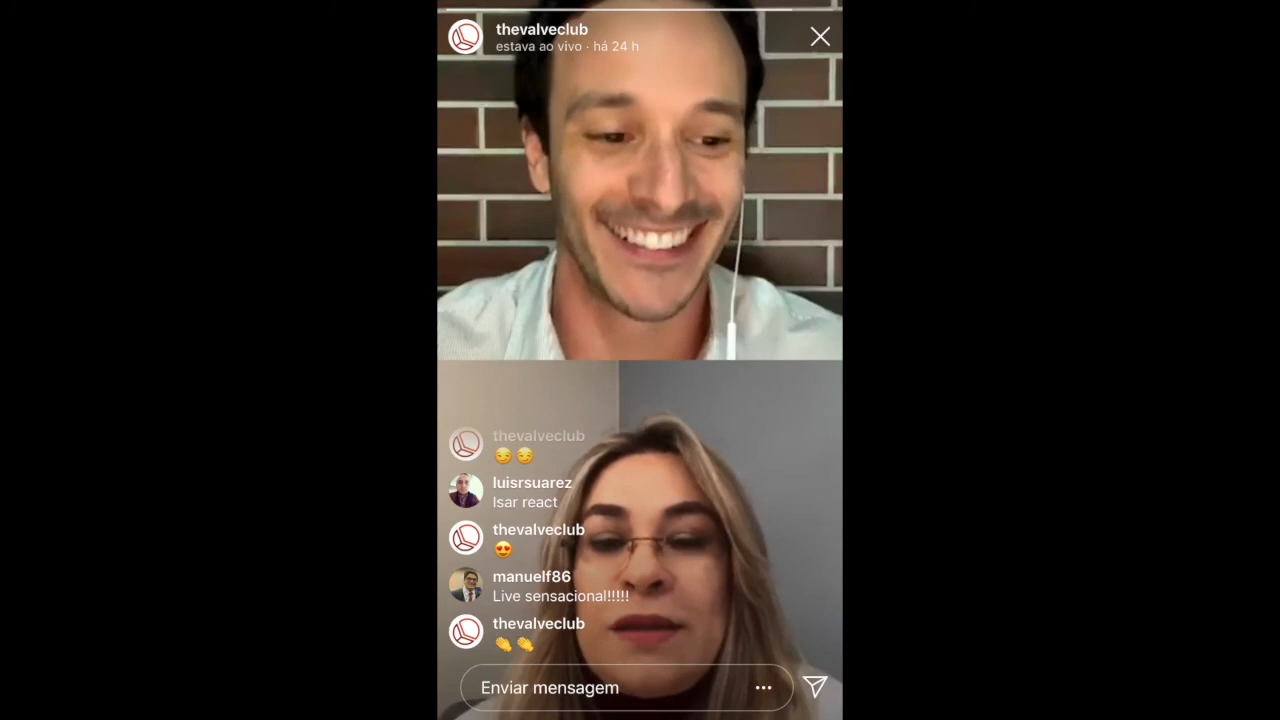 thevalveclub
estava ao vivo · há 24 h
thevalveclub
😏 😏
luisrsuarez
Isar react
thevalveclub
😍
manuelf86
Live sensacional!!!!!
thevalveclub
👏 👏
Enviar mensagem